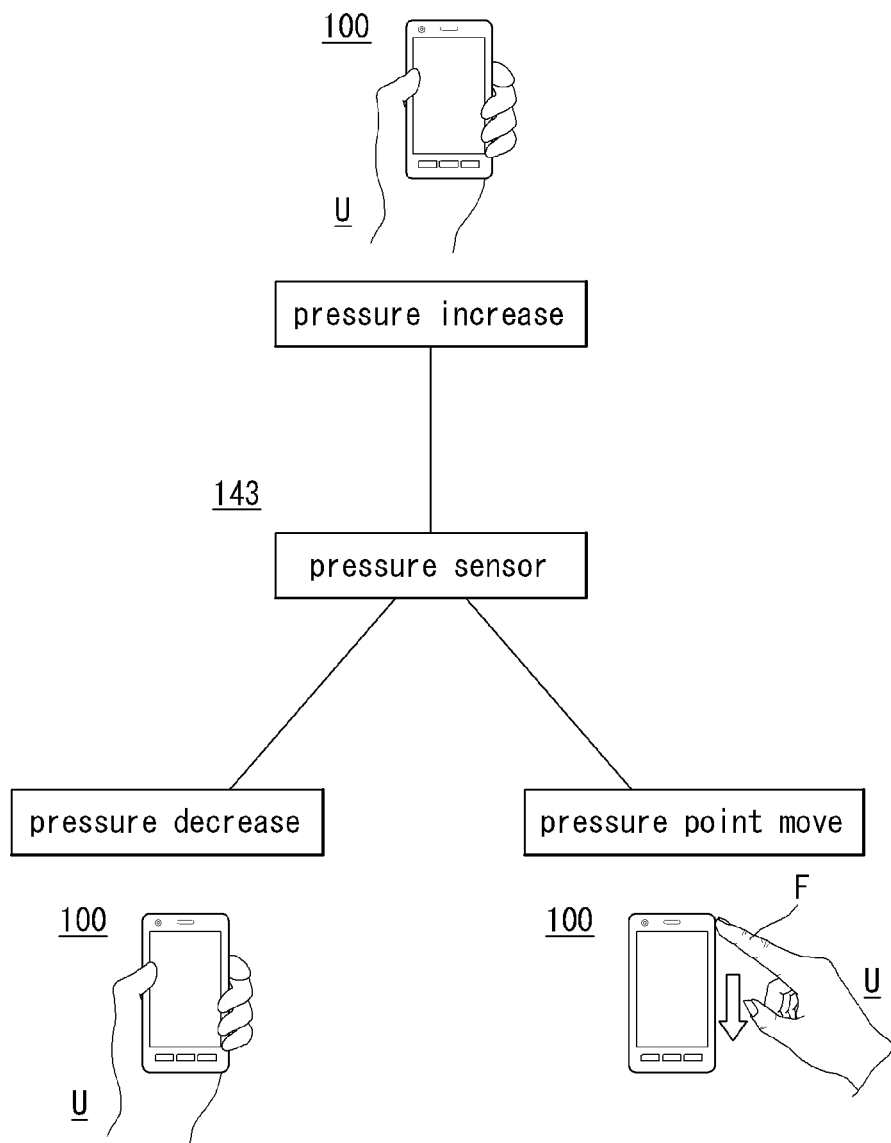 100
U
pressure increase
143
pressure sensor
pressure decrease
pressure point move
F
100
100
U
U